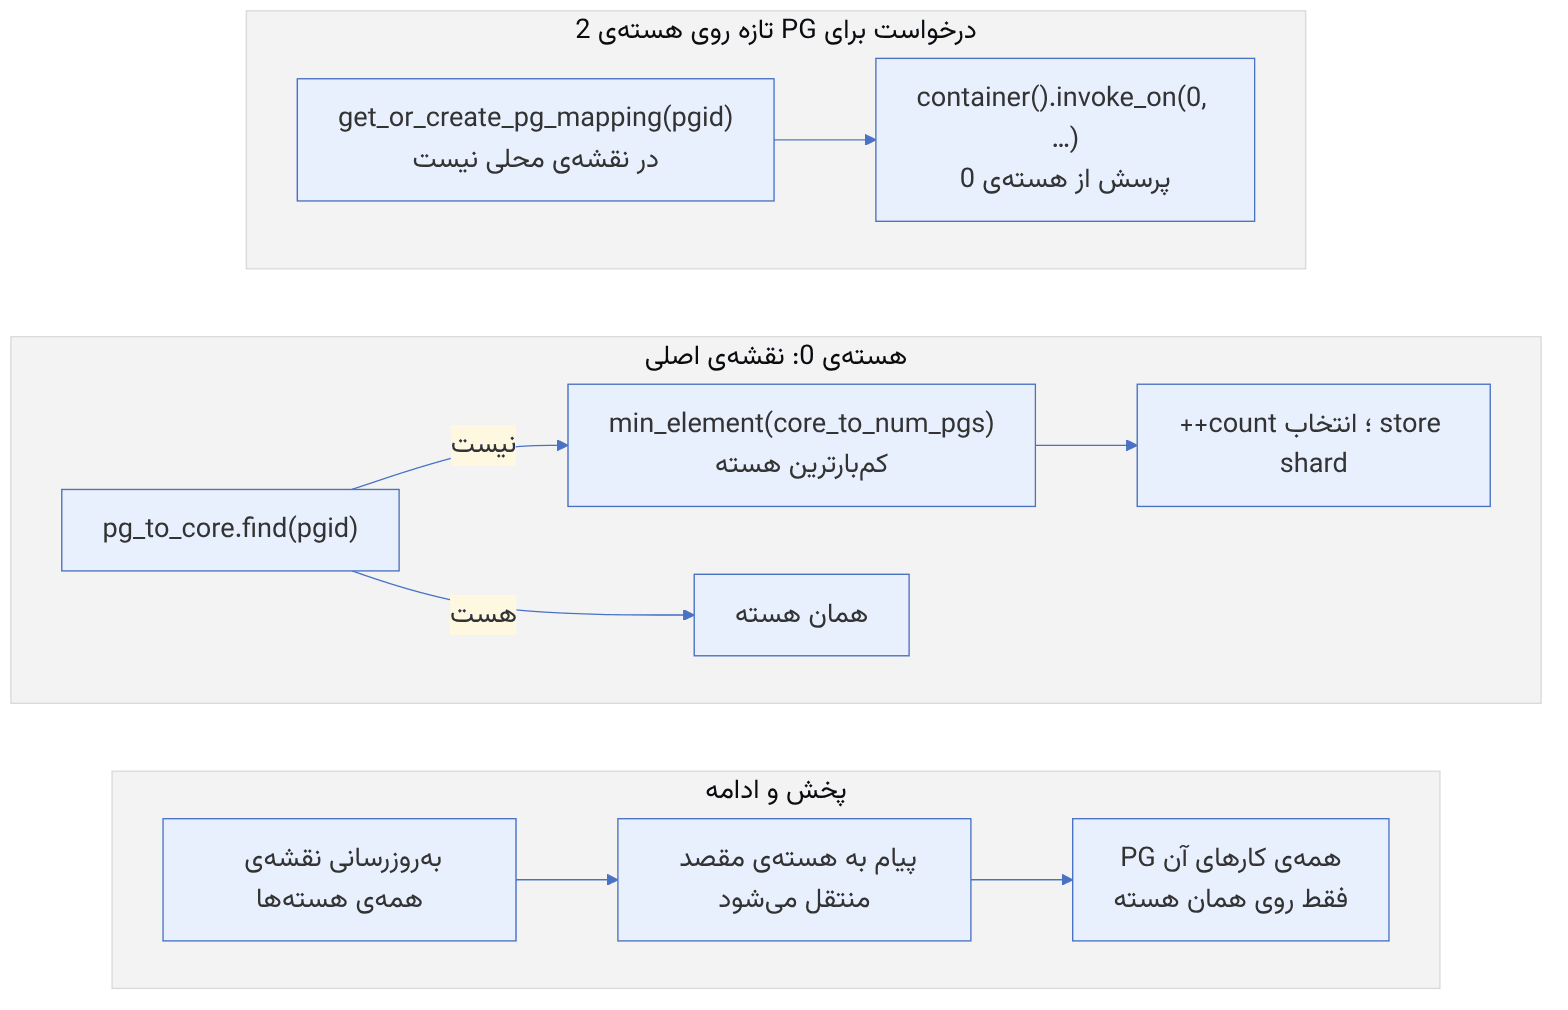 درخواست برای PG تازه روی هسته‌ی 2
get_or_create_pg_mapping(pgid)
در نقشه‌ی محلی نیست
container().invoke_on(0,
…)
پرسش از هسته‌ی 0
هسته‌ی 0: نقشه‌ی اصلی
pg_to_core.find(pgid)
نیست
min_element(core_to_num_pgs)
کم‌بارترین هسته
++count ؛ انتخاب store
shard
هست
همان هسته
پخش و ادامه
به‌روزرسانی نقشه‌ی
همه‌ی هسته‌ها
پیام به هسته‌ی مقصد
منتقل می‌شود
همه‌ی کارهای آن PG
فقط روی همان هسته